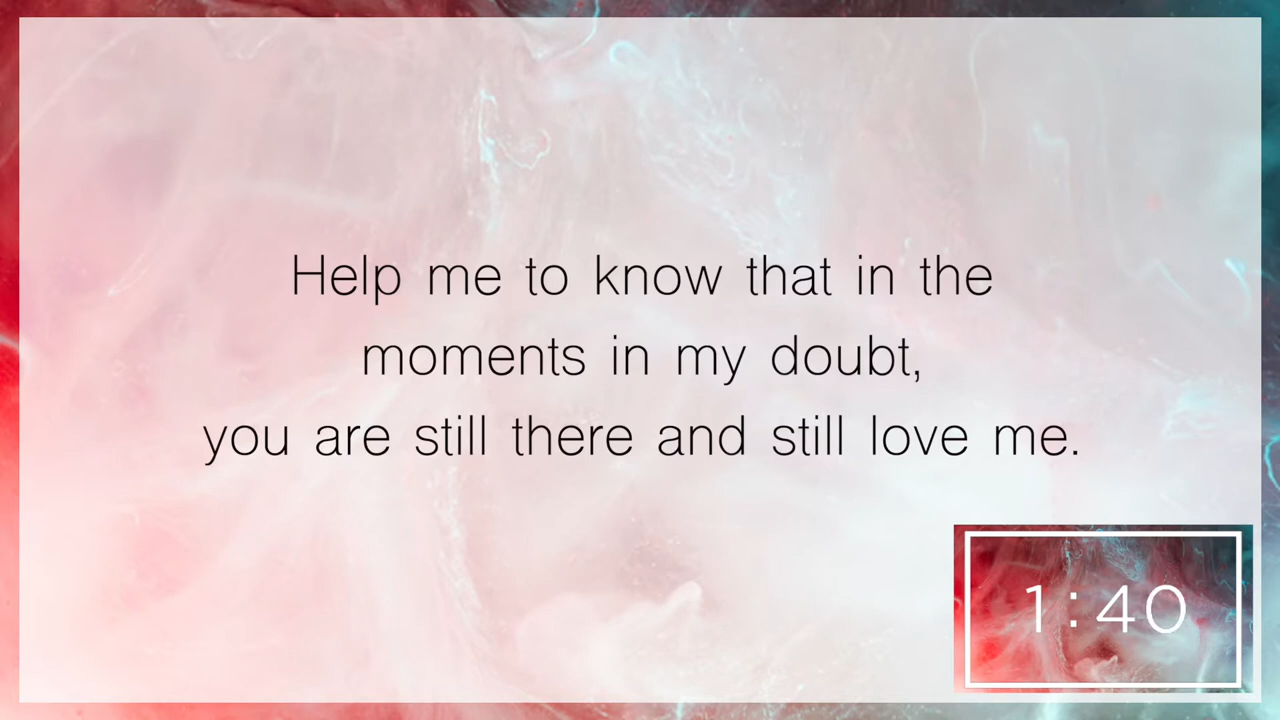 Help me to know that in the
moments in my doubt,
you are still there and still love me.
1:40